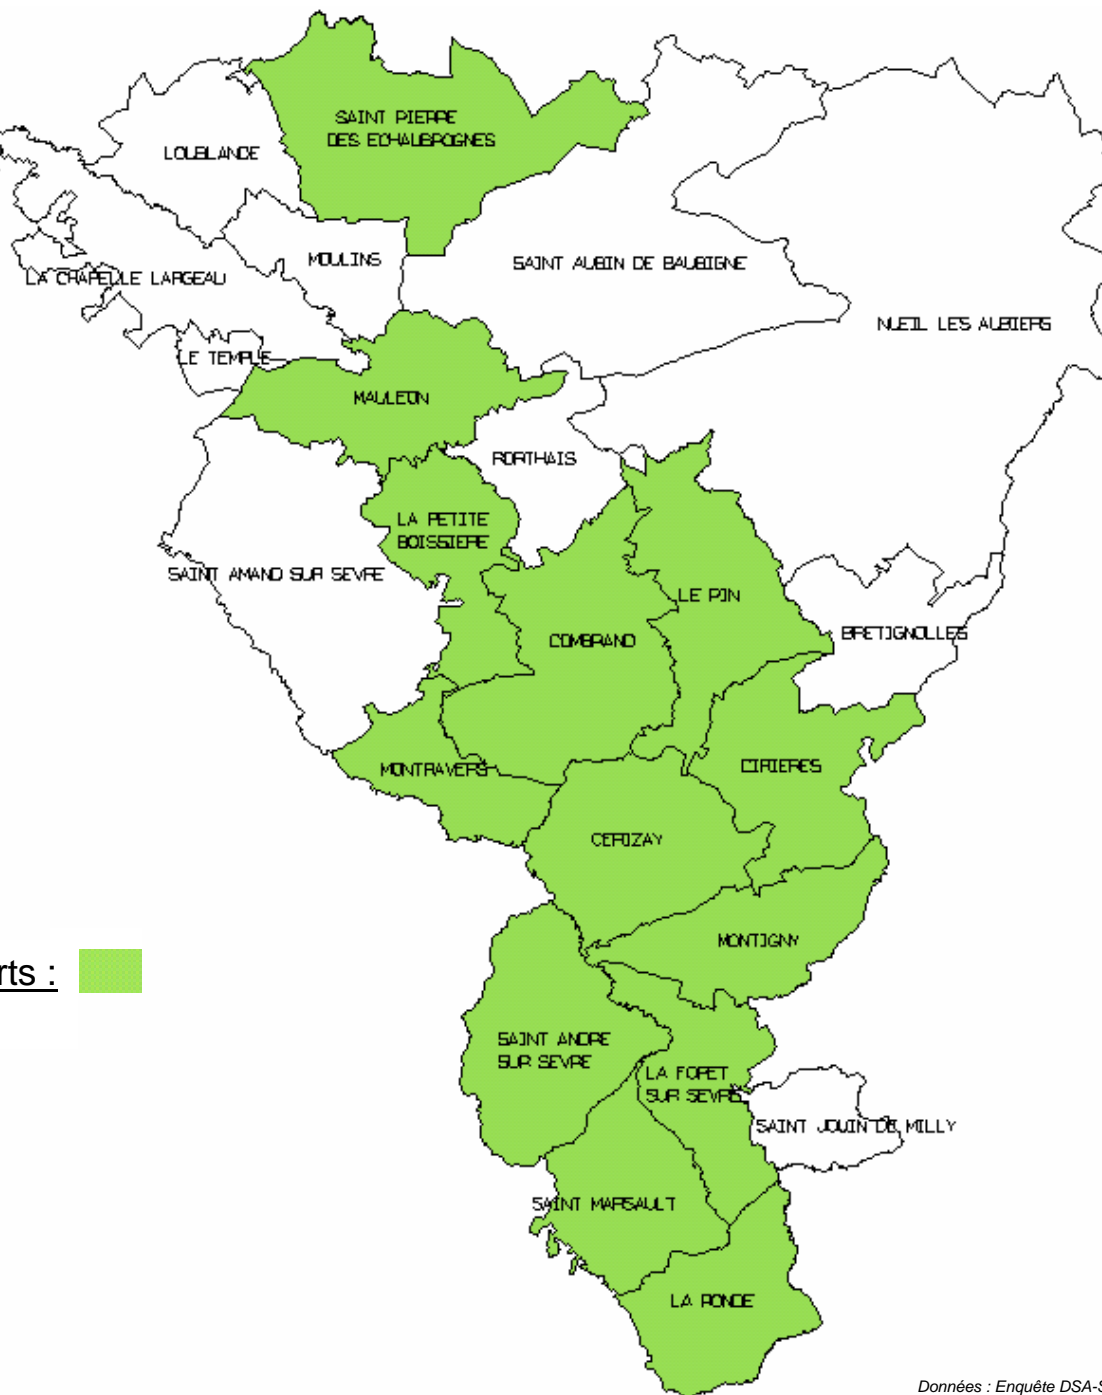 SAINT PIERRE
DES ECHAUBROGNES
LOUBLANDE
MOULINS
SAINT AUBIN DE BAUBIGNE
LA CHAPELLE LARGEAU
NUEIL LES AUBIERS
LE TEMPLE
MAULEON
RORTHAIS
LA PETITE
BOISSIERE
SAINT AMAND SUR SEVRE
LE PIN
BRETIGNOLLES
COMBRAND
MONTRAVERS
CIRIERES
CERIZAY
MONTIGNY
rts :
SAINT ANDRE
SUR SEVRE
LA FORET
SUR SEVRE
SAINT JOUIN DE MILLY
SAINT MARSAULT
LA RONDE
Données : Enquête DSA-S